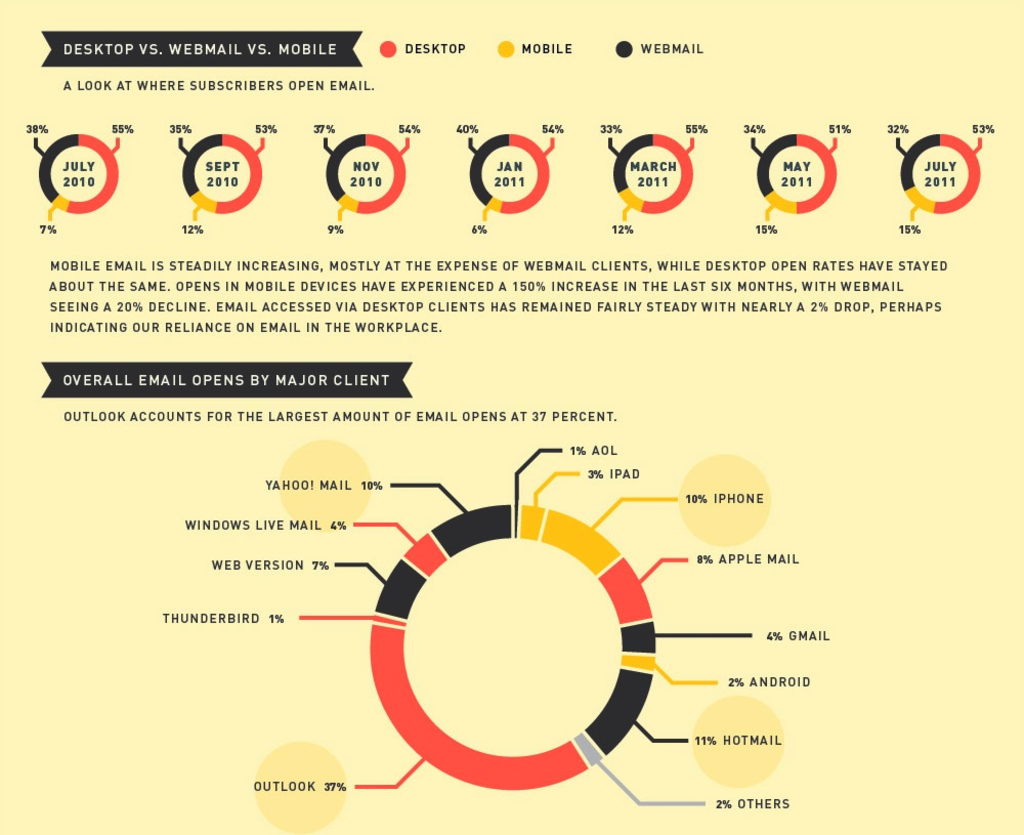 DESKTOP VS. WEBMAIL VS. MOBILE
DESKTOP
MOBILE
WEBMAIL
A LOOK AT WHERE SUBSCRIBERS OPEN EMAIL.
38% 55%
JULY
2010
7%
35% 53%
SEPT
2010
12%
37% 54%
NOV
2010
9%
40% 54%
JAN
2011
6%
33% 55%
MARCH
2011
12%
34% 51%
MAY
2011
15%
32% 53%
JULY
2011
15%
MOBILE EMAIL IS STEADILY INCREASING, MOSTLY AT THE EXPENSE OF WEBMAIL CLIENTS, WHILE DESKTOP OPEN RATES HAVE STAYED
ABOUT THE SAME. OPENS IN MOBILE DEVICES HAVE EXPERIENCED A 150% INCREASE IN THE LAST SIX MONTHS, WITH WEBMAIL
SEEING A 20% DECLINE. EMAIL ACCESSED VIA DESKTOP CLIENTS HAS REMAINED FAIRLY STEADY WITH NEARLY A 2% DROP, PERHAPS
INDICATING OUR RELIANCE ON EMAIL IN THE WORKPLACE.
OVERALL EMAIL OPENS BY MAJOR CLIENT
OUTLOOK ACCOUNTS FOR THE LARGEST AMOUNT OF EMAIL OPENS AT 37 PERCENT.
1% AOL
3% IPAD
YAHOO! MAIL 10%
10% IPHONE
WINDOWS LIVE MAIL 4%
8% APPLE MAIL
WEB VERSION 7%
THUNDERBIRD 1%
4% GMAIL
2% ANDROID
11% HOTMAIL
OUTLOOK 37%
2% OTHERS